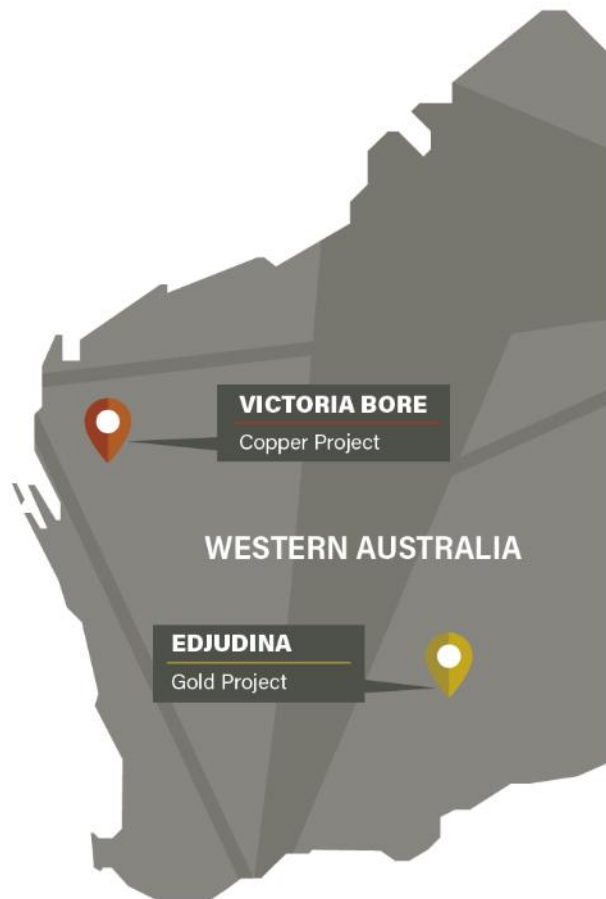 VICTORIA BORE
Copper Project
WESTERN AUSTRALIA
EDJUDINA
Gold Project